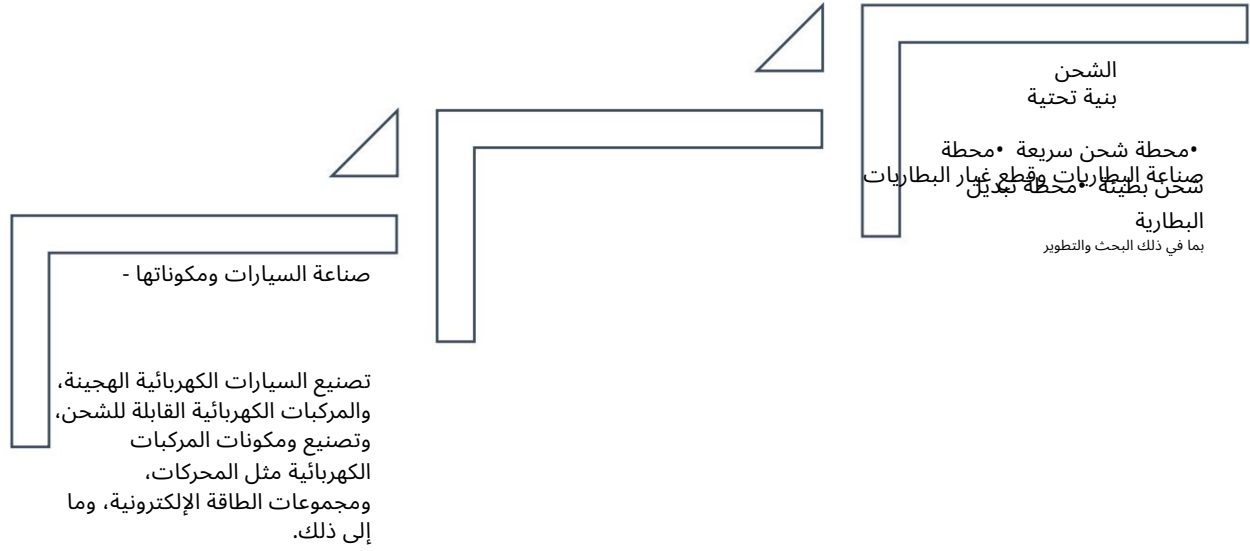 الشحن
بنية تحتية
•محطة شحن سريعة •محطة
صناعة البطاريات وقطع غيار البطاريات
شحن بطيئة •محطة تبديل
البطارية
بما في ذلك البحث والتطوير
صناعة السيارات ومكوناتها -
تصنيع السيارات الكهربائية الهجينة،
والمركبات الكهربائية القابلة للشحن،
وتصنيع ومكونات المركبات
الكهربائية مثل المحركات،
ومجموعات الطاقة الإلكترونية، وما
إلى ذلك.